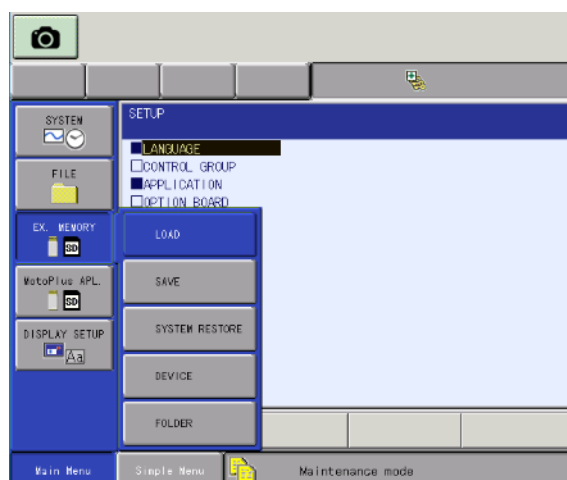 SYSTEM
SETUP
LANGUAGE
CONTROL GROUP
APPLICATION
OPTION BOARD
FILE
EX. MEMORY
SD
LOAD
MotoPlus APL.
SD
SAVE
DISPLAY SETUP
Aa
SYSTEM RESTORE
DEVICE
FOLDER
Main Menu
Simple Menu
Maintenance mode